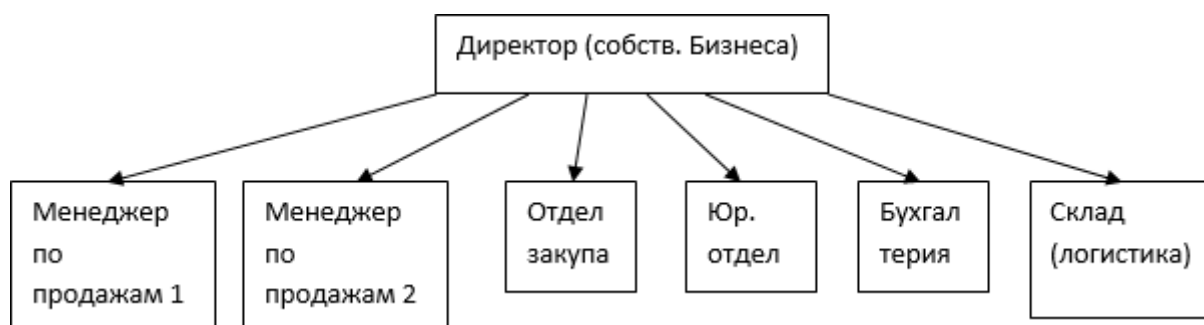 Директор (собств. Бизнеса)
Менеджер
по
продажам 1
Менеджер
по
продажам 2
Отдел
закупа
Юр.
отдел
Бухгал
терия
Склад
(логистика)